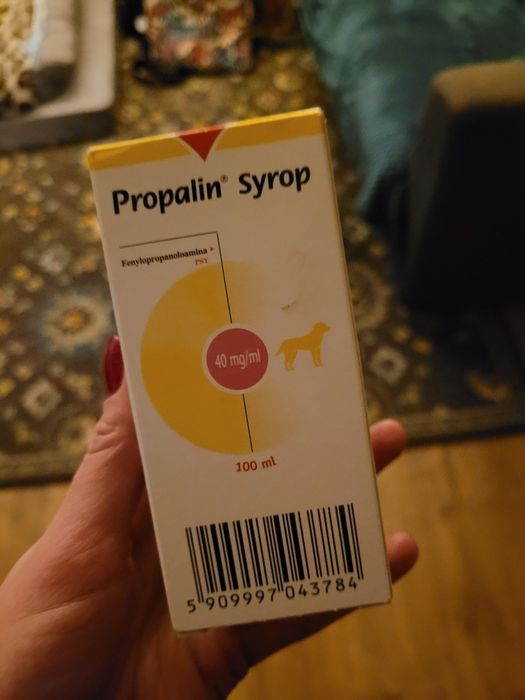 Propalin® Syrop
Fenylopropanoloamina
PSY
40 mg/ml
100 ml
5 909997 043784